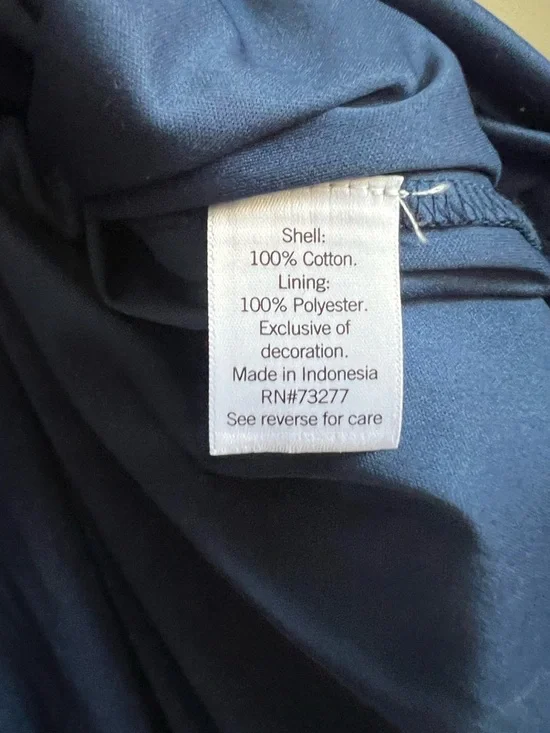 Shell:
100% Cotton.
Lining:
100% Polyester.
Exclusive of
decoration.
Made in Indonesia
RN#73277
See reverse for care